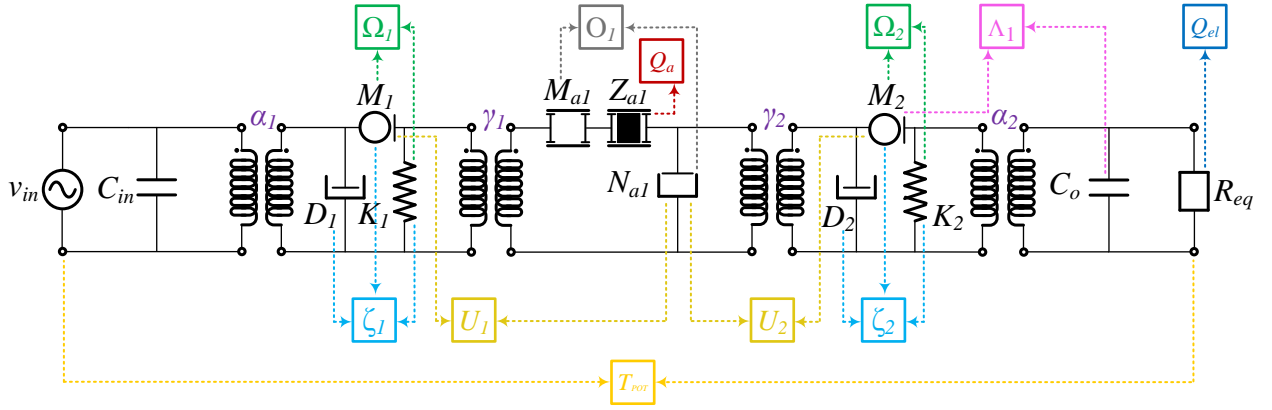 Ω1 O1 Ω2 Λ1 Qel
Qa
M1 Ma1 Za1 M2
α1 γ1 γ2 α2
vin Cin D1 K1 Na1 D2 K2 Co Req
ζ1 U1 U2 ζ2
TPOT